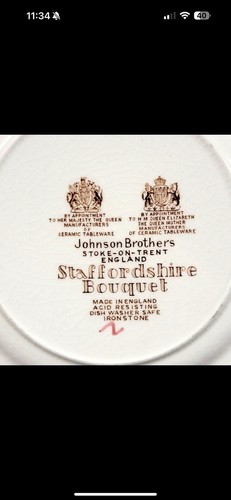 11:34
40
BY APPOINTMENT
TO HER MAJESTY THE QUEEN
MANUFACTURERS
OF
CERAMIC TABLEWARE
BY APPOINTMENT
TO H M QUEEN ELIZABETH
THE QUEEN MOTHER
MANUFACTURERS
OF CERAMIC TABLEWARE
Johnson Brothers
STOKE-ON-TRENT
ENGLAND
Staffordshire
Bouquet
MADE IN ENGLAND
ACID RESISTING
DISH WASHER SAFE
IRONSTONE